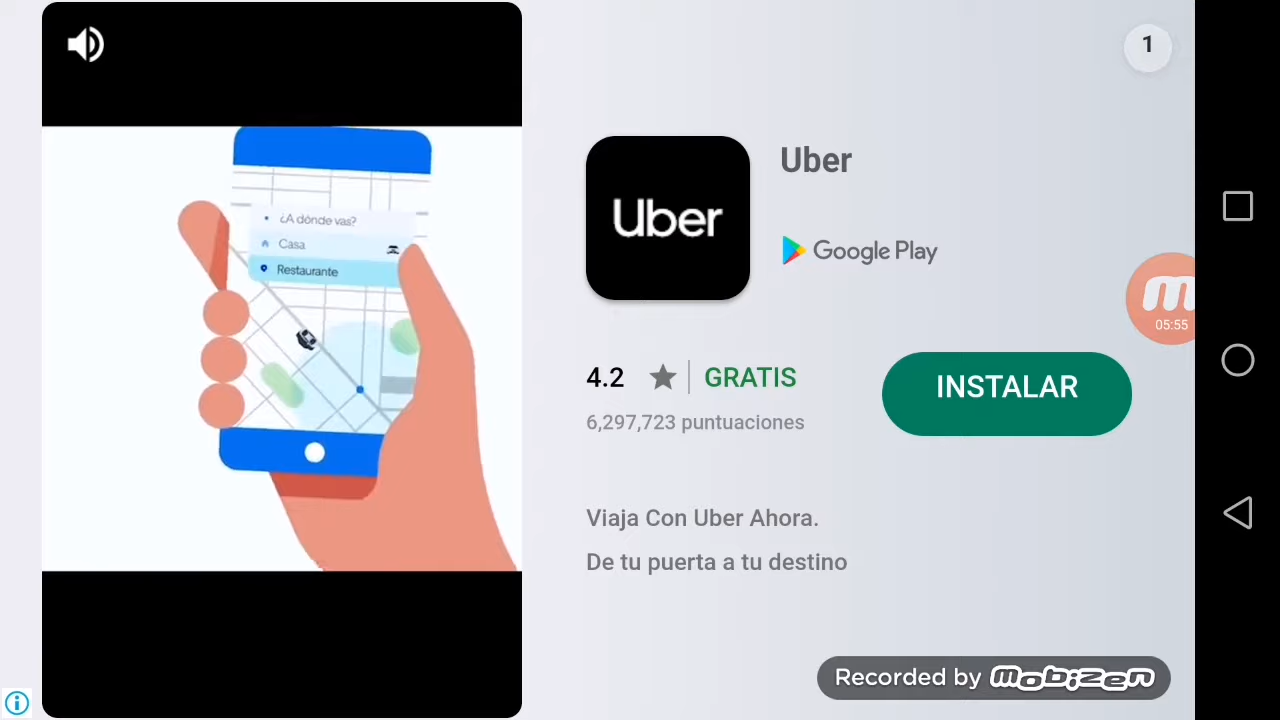 ¿A dónde vas?
Casa
Restaurante
Uber
Uber
Google Play
4.2
GRATIS
6,297,723 puntuaciones
INSTALAR
Viaja Con Uber Ahora.
De tu puerta a tu destino
1
m
05:55
Recorded by mobizen